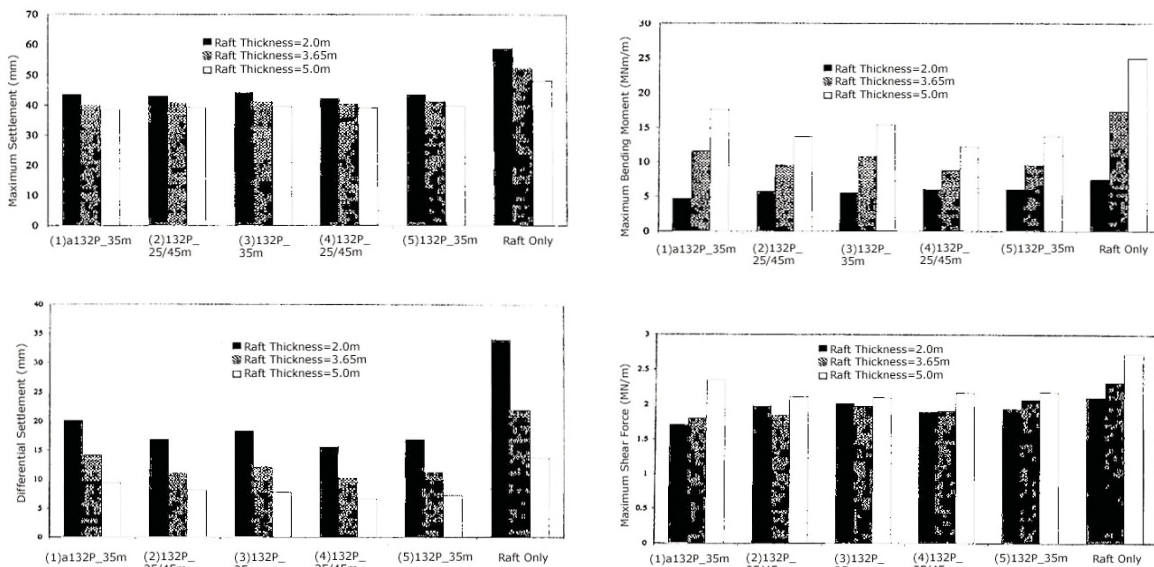 Maximum Settlement (mm)
70
60
50
40
30
20
10
0
Raft Thickness=2.0m
Raft Thickness=3.65m
Raft Thickness=5.0m
(1)a132P_35m
(2)132P_
25/45m
(3)132P_
35m
(4)132P_
25/45m
(5)132P_35m
Raft Only
Maximum Bending Moment (MNm/m)
30
25
20
15
10
5
0
Raft Thickness=2.0m
Raft Thickness=3.65m
Raft Thickness=5.0m
(1)a132P_35m
(2)132P_
25/45m
(3)132P_
35m
(4)132P_
25/45m
(5)132P_35m
Raft Only
Differential Settlement (mm)
40
35
30
25
20
15
10
5
0
Raft Thickness=2.0m
Raft Thickness=3.65m
Raft Thickness=5.0m
(1)a132P_35m
(2)132P_
(3)132P_
(4)132P_
(5)132P_35m
Raft Only
Maximum Shear Force (MN/m)
3
2.5
2
1.5
1
0.5
0
Raft Thickness=2.0m
Raft Thickness=3.65m
Raft Thickness=5.0m
(1)a132P_35m
(2)132P_
(3)132P_
(4)132P_
(5)132P_35m
Raft Only